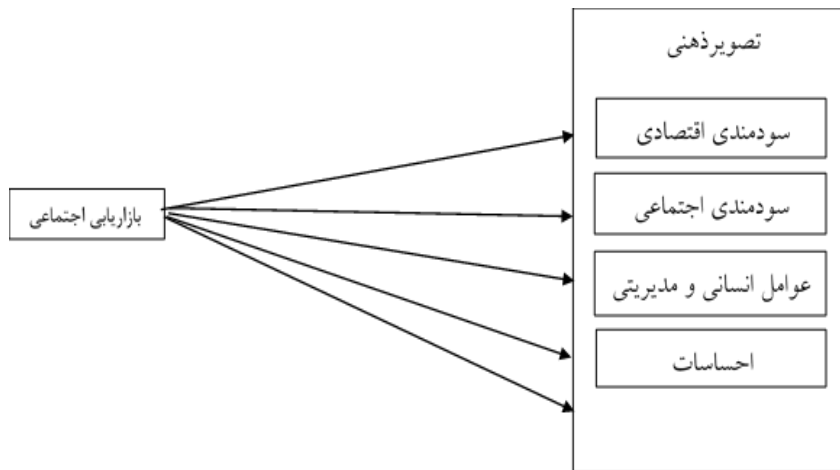 تصویرذهنی
سودمندی اقتصادی
سودمندی اجتماعی
بازاریابی اجتماعی
عوامل انسانی و مدیریتی
احساسات